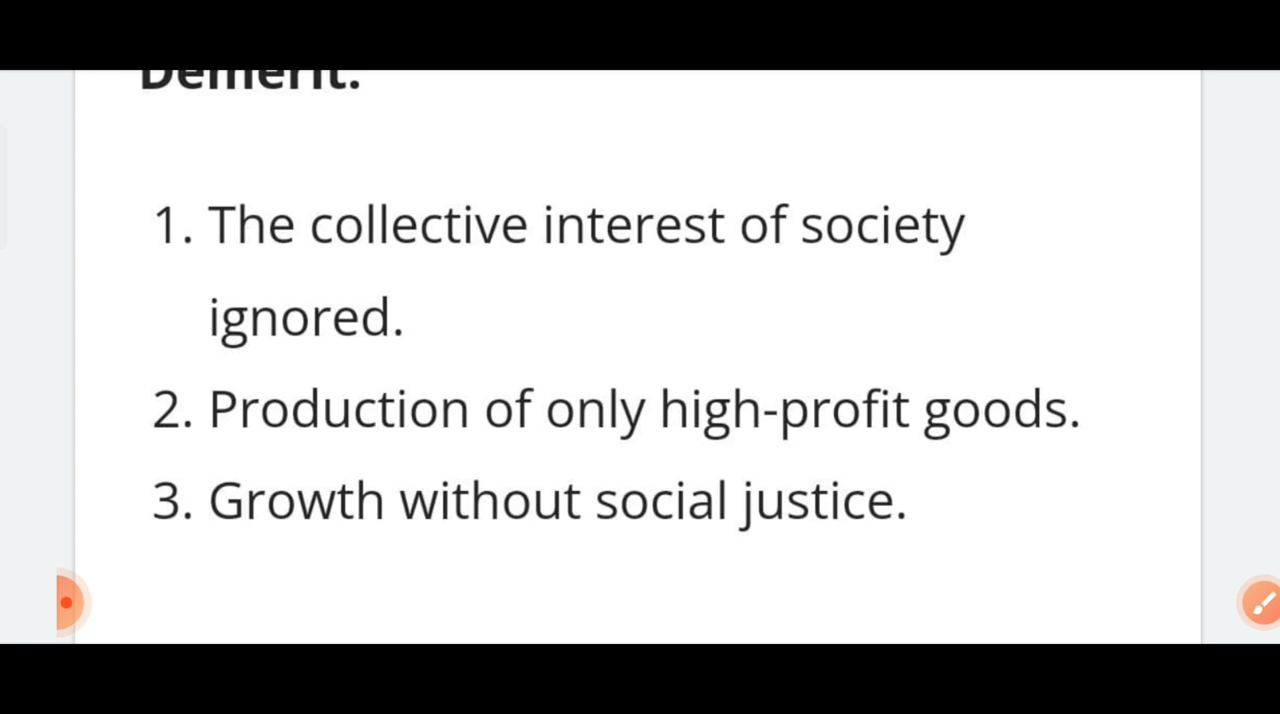 Demerit:
1. The collective interest of society
ignored.
2. Production of only high-profit goods.
3. Growth without social justice.